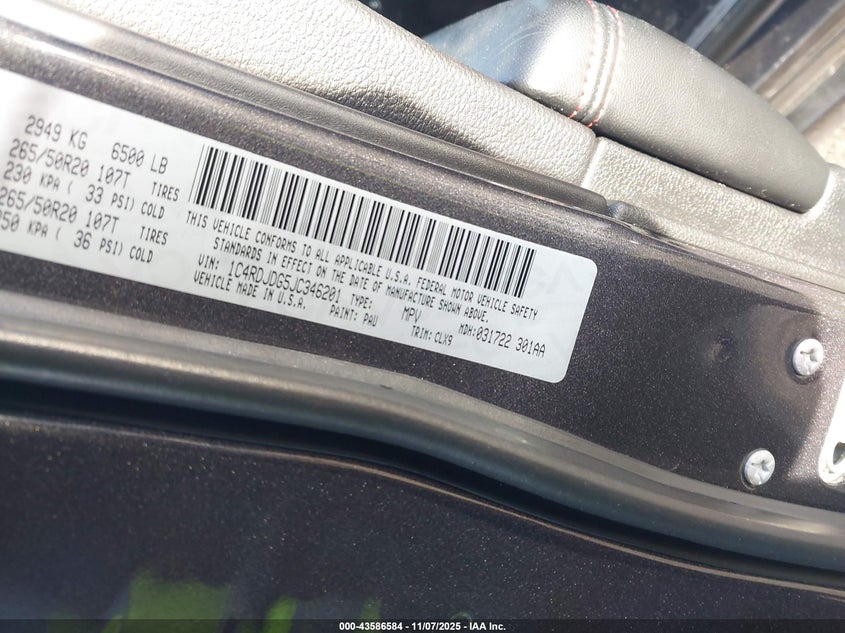 2949 KG 6500 LB
265/50R20 107T TIRES
230 KPA ( 33 PSI) COLD
265/50R20 107T TIRES
50 KPA ( 36 PSI) COLD
THIS VEHICLE CONFORMS TO ALL APPLICABLE U.S.A. FEDERAL MOTOR VEHICLE SAFETY
STANDARDS IN EFFECT ON THE DATE OF MANUFACTURE SHOWN ABOVE.
VIN: 1C4RDJDG5JC346201 TYPE: MPV MDH:031722 301AA
VEHICLE MADE IN U.S.A. PAINT: PAU TRIM: CLX9
000-43586584 | 11/07/2025 - IAA Inc.